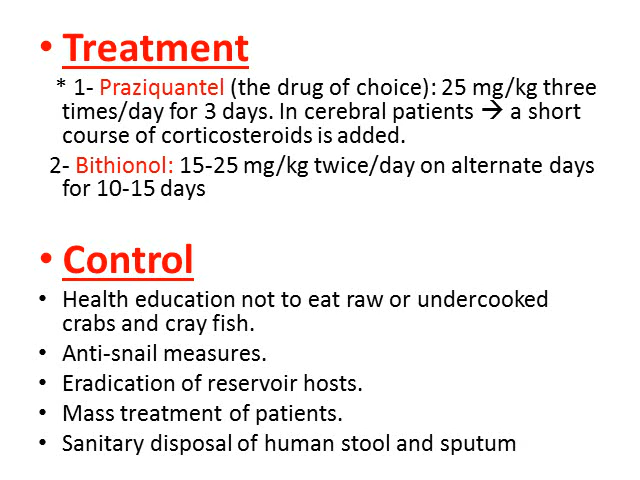 • Treatment
* 1- Praziquantel (the drug of choice): 25 mg/kg three
times/day for 3 days. In cerebral patients → a short
course of corticosteroids is added.
2- Bithionol: 15-25 mg/kg twice/day on alternate days
for 10-15 days
• Control
• Health education not to eat raw or undercooked
crabs and cray fish.
• Anti-snail measures.
• Eradication of reservoir hosts.
• Mass treatment of patients.
• Sanitary disposal of human stool and sputum